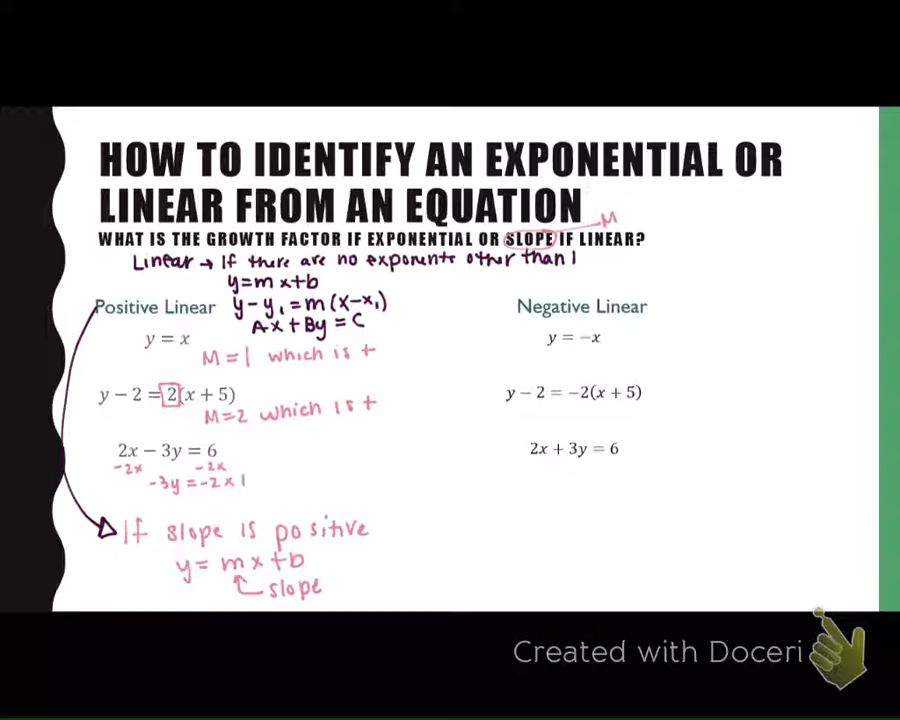 HOW TO IDENTIFY AN EXPONENTIAL OR
LINEAR FROM AN EQUATION
M
WHAT IS THE GROWTH FACTOR IF EXPONENTIAL OR SLOPE IF LINEAR?
Linear → If there are no exponents other than 1
y=mx+b
Positive Linear
y-y₁=m(x-x₁)
Ax+By=C
y = x
M=1 which is +
y − 2 = 2(x + 5)
M=2 which is +
2x − 3y = 6
-2x -2x
-3y = -2x
If slope is positive
y= mx+b
slope
Negative Linear
y = −x
y − 2 = −2(x + 5)
2x + 3y = 6
Created with Doceri